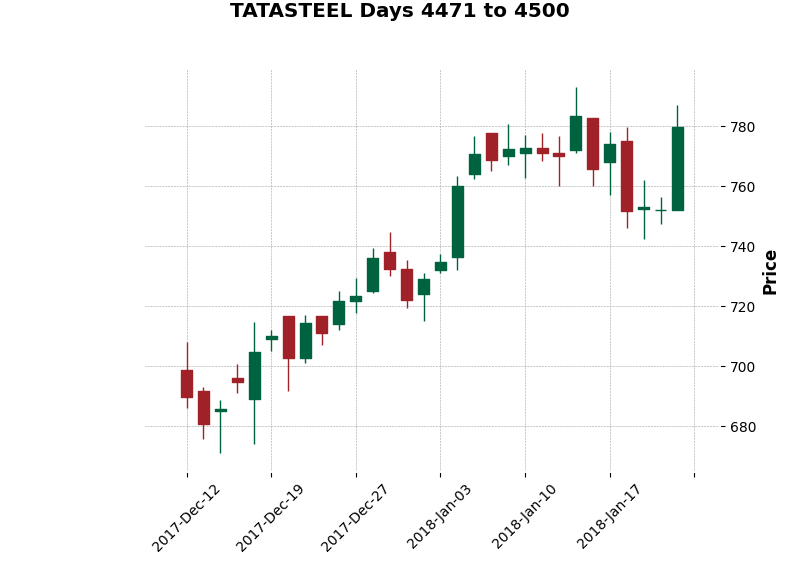 TATASTEEL Days 4471 to 4500
780
760
740
720
700
680
Price
2017-Dec-12
2017-Dec-19
2017-Dec-27
2018-Jan-03
2018-Jan-10
2018-Jan-17